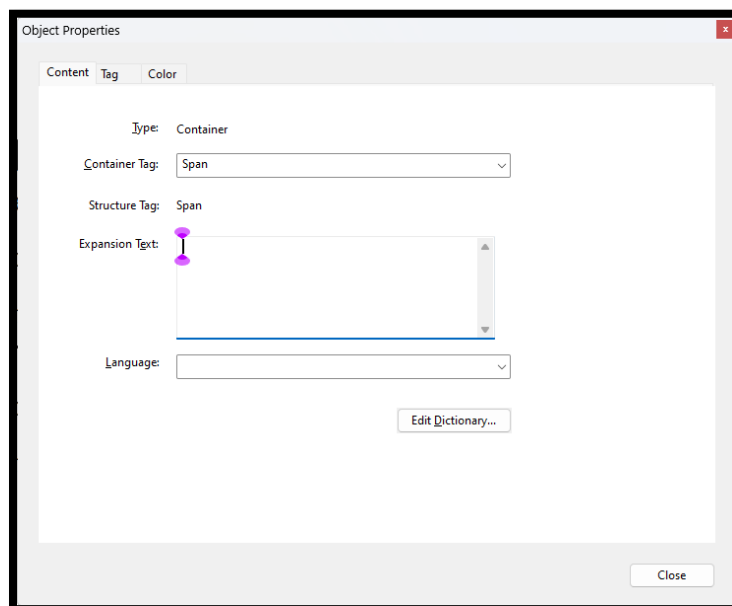 Object Properties
x
Content Tag Color
Type: Container
Container Tag: Span
Structure Tag: Span
Expansion Text:
Language:
Edit Dictionary...
Close